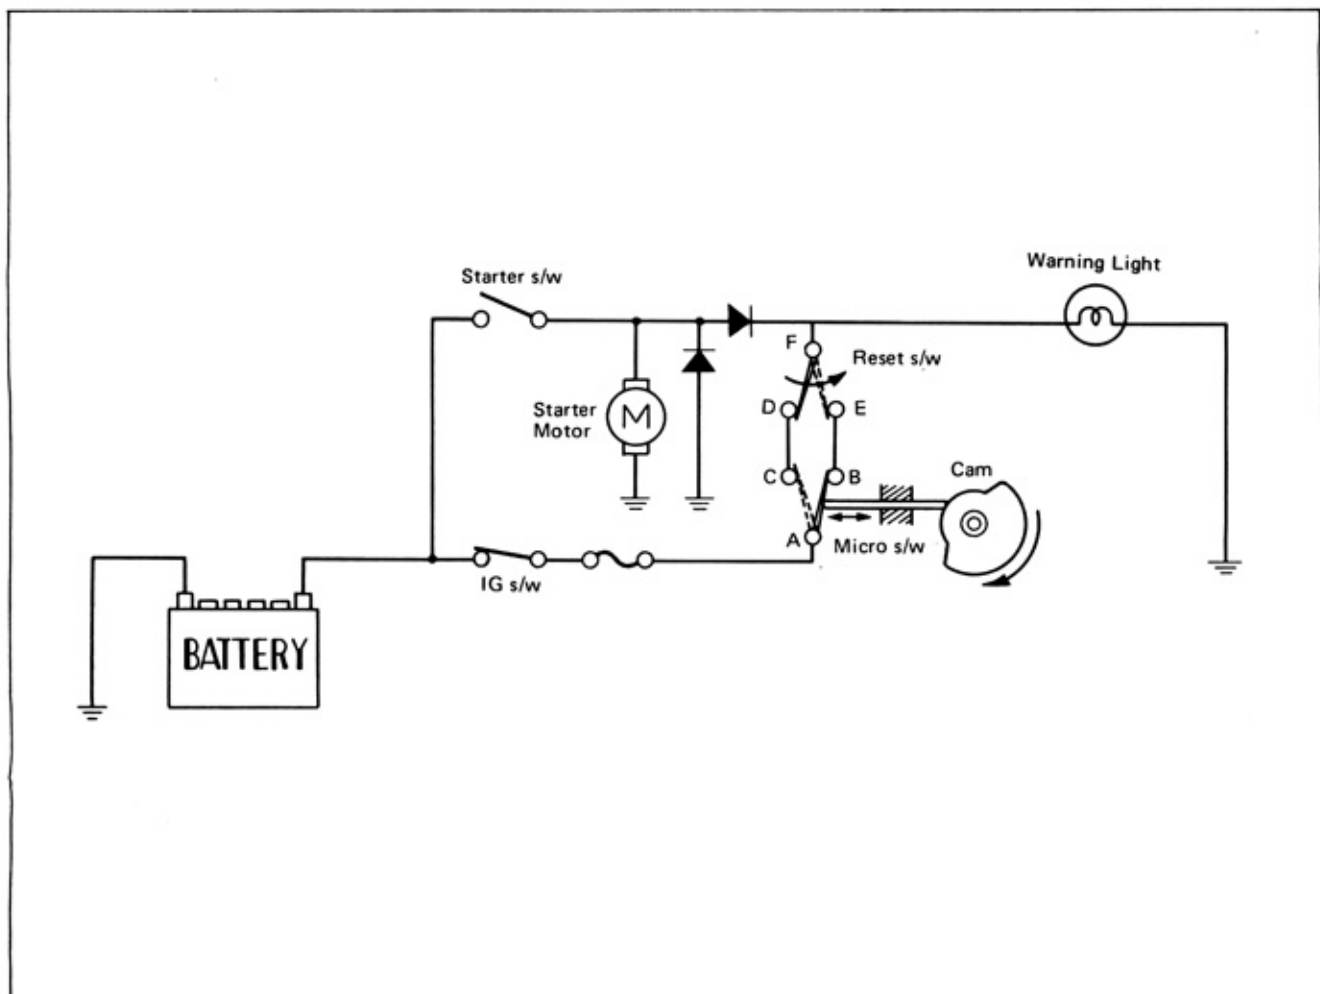 Starter s/w
Warning Light
F
Reset s/w
D
E
Starter
Motor
M
C
B
Cam
A
Micro s/w
IG s/w
BATTERY